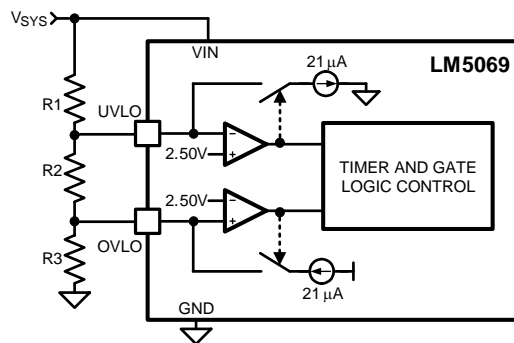 VSYS
VIN
LM5069
21 µA
R1
UVLO
2.50V
TIMER AND GATE
LOGIC CONTROL
R2
2.50V
OVLO
R3
21 µA
GND